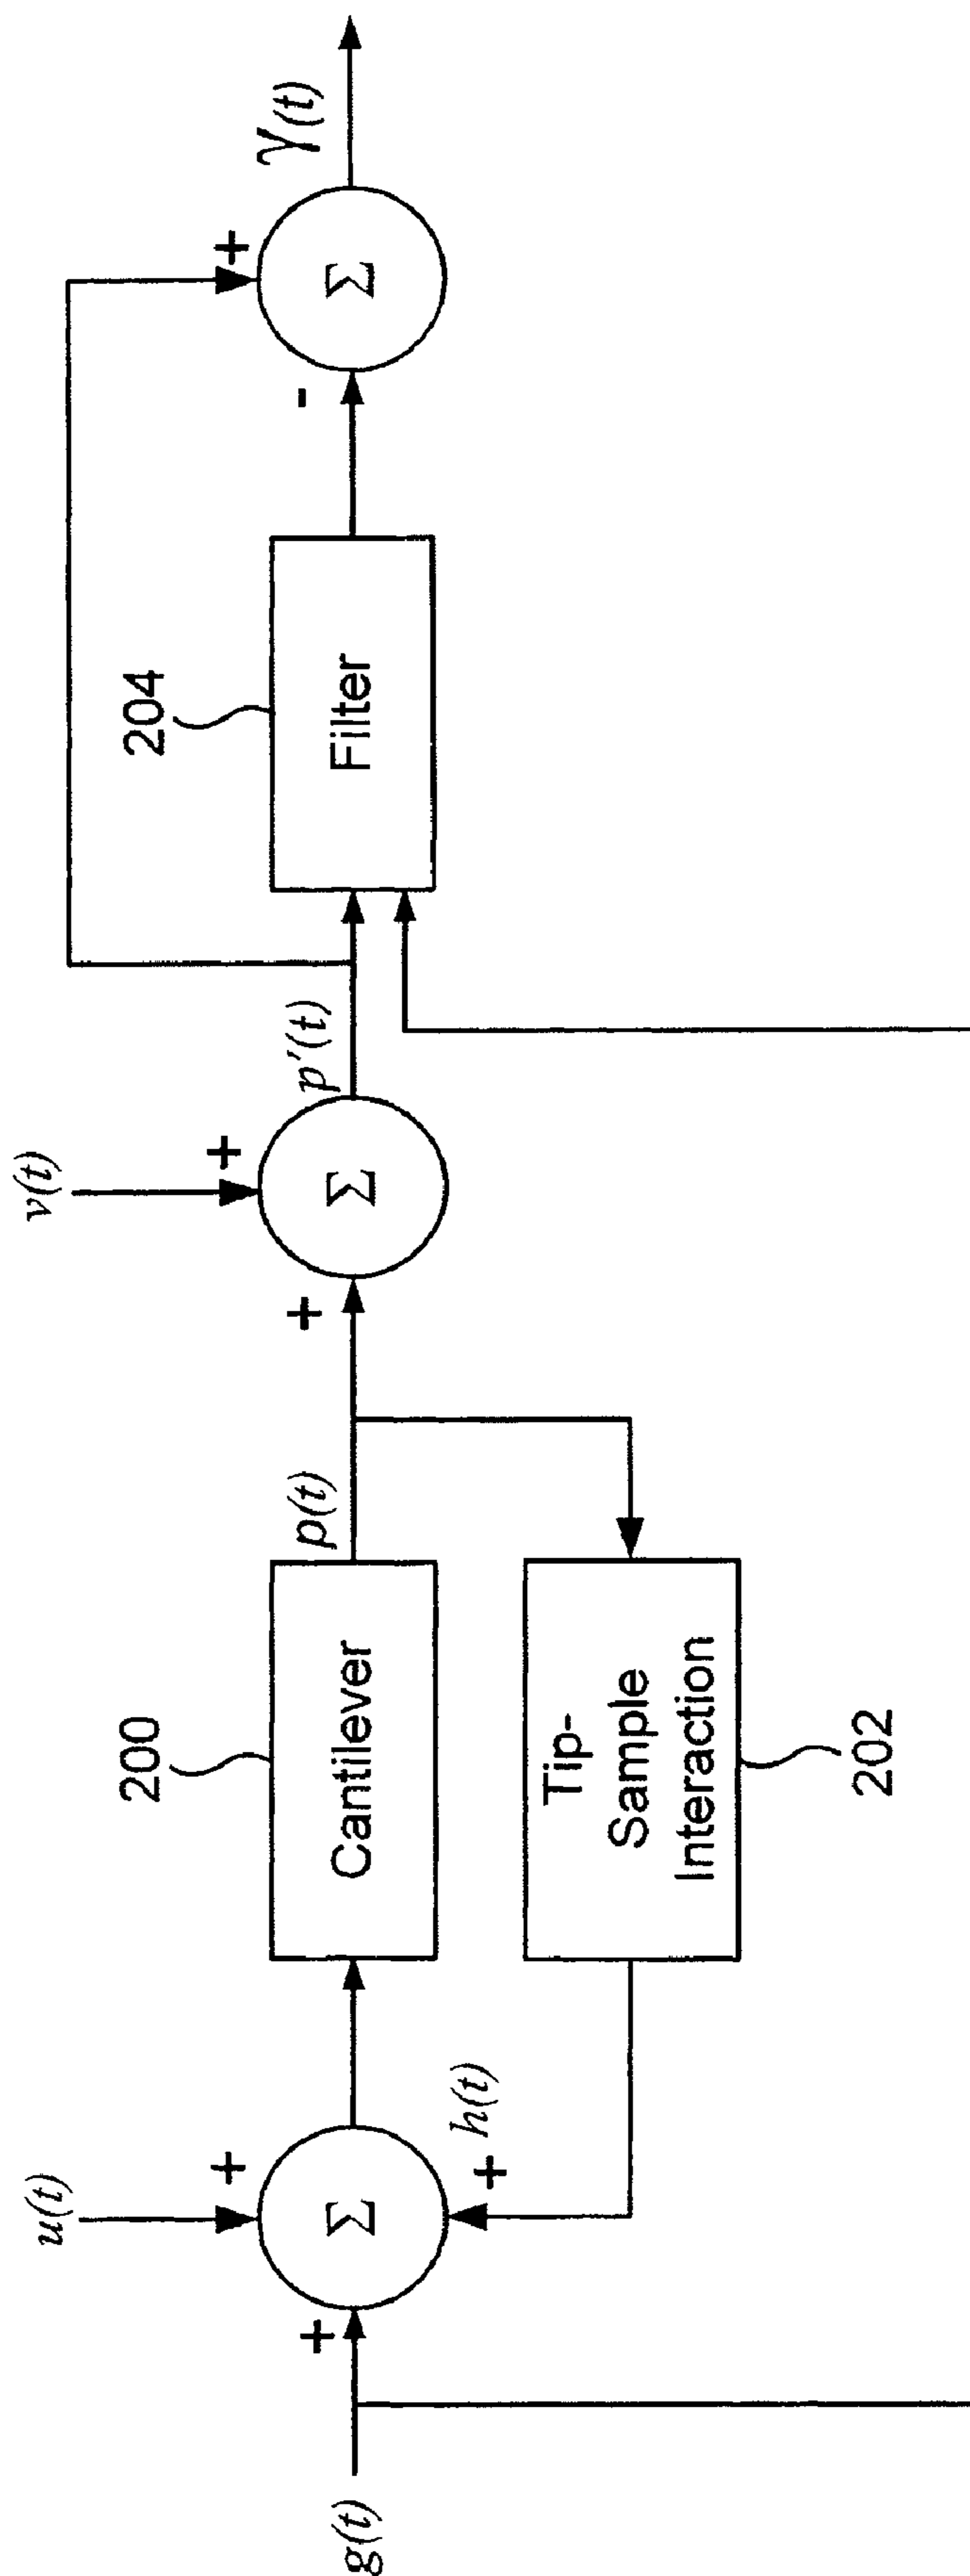 g(t)
+
u(t)
+
Σ
h(t)
+
200
Cantilever
p(t)
Tip-
Sample
Interaction
202
+
v(t)
+
Σ
p'(t)
204
Filter
-
+
Σ
γ(t)